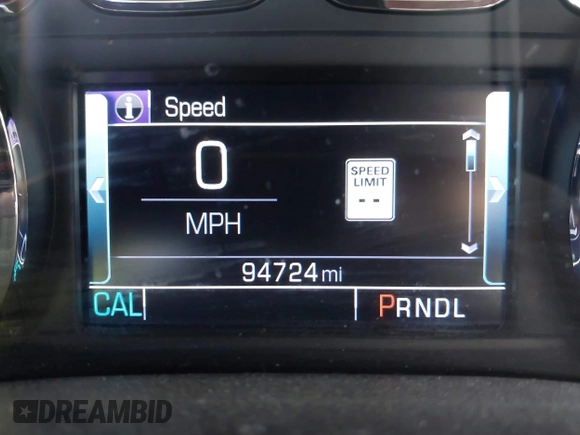 i Speed
0
MPH
SPEED
LIMIT
--
94724 mi
CAL PRNDL
DREAMBID